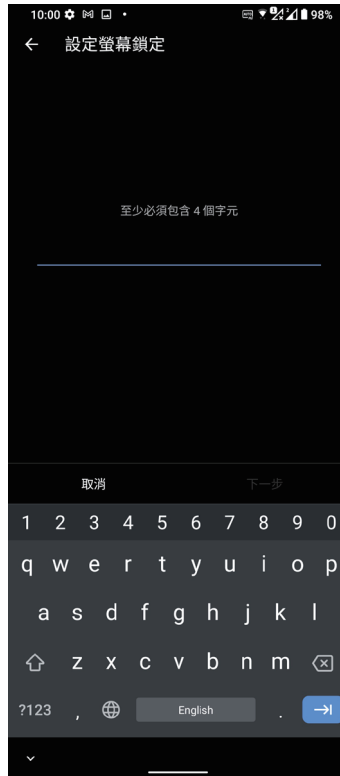 10:00 98%
設定螢幕鎖定
至少必須包含 4 個字元
取消 下一步
1 2 3 4 5 6 7 8 9 0
q w e r t y u i o p
a s d f g h j k l
z x c v b n m
?123 , English .